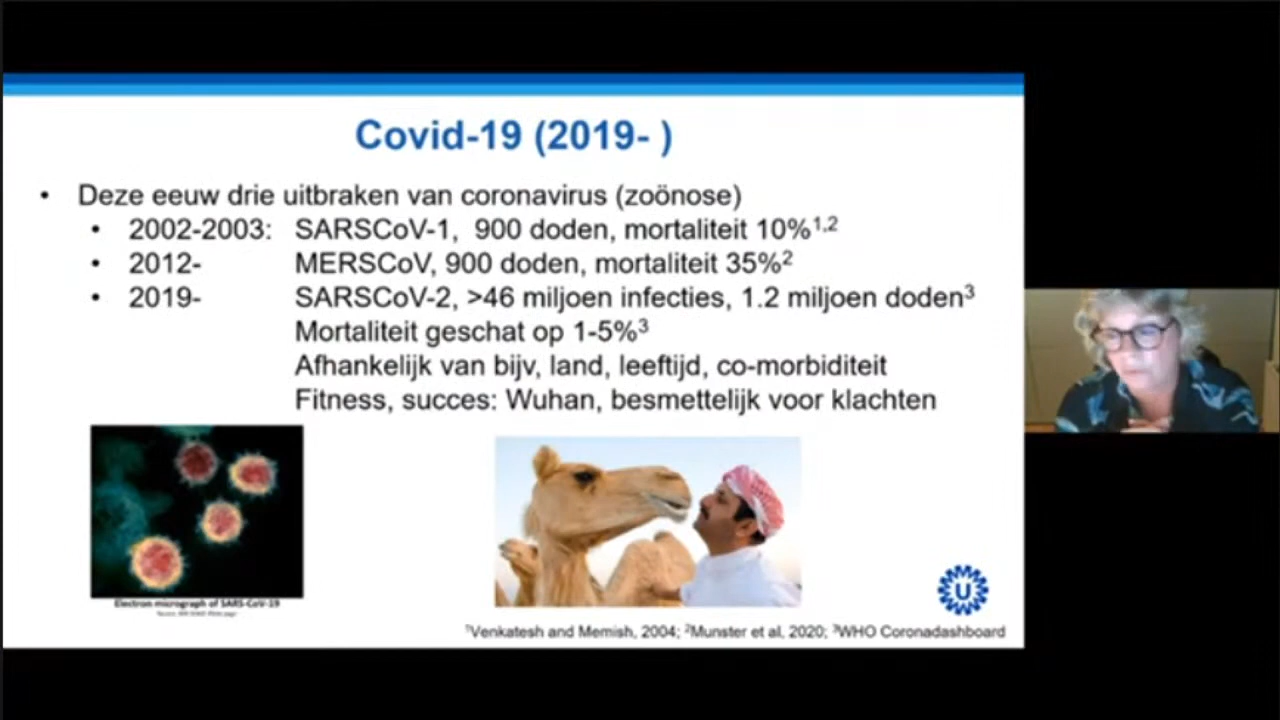 Covid-19 (2019- )
• Deze eeuw drie uitbraken van coronavirus (zoönose)
• 2002-2003: SARSCoV-1, 900 doden, mortaliteit 10%1,2
• 2012- MERSCoV, 900 doden, mortaliteit 35%2
• 2019- SARSCoV-2, >46 miljoen infecties, 1.2 miljoen doden3
Mortaliteit geschat op 1-5%3
Afhankelijk van bijv, land, leeftijd, co-morbiditeit
Fitness, succes: Wuhan, besmettelijk voor klachten
Electron micrograph of SARS-CoV-19
U
1Venkatesh and Memish, 2004; 2Munster et al, 2020; 3WHO Coronadashboard